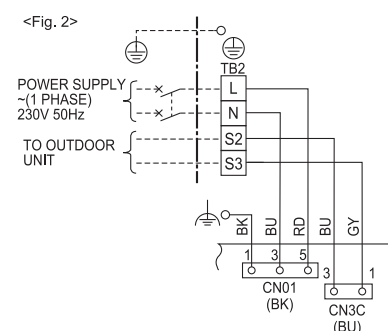 <Fig. 2>
TB2
POWER SUPPLY
~(1 PHASE)
230V 50Hz
L
N
TO OUTDOOR
UNIT
S2
S3
BK
BU
RD
BU
GY
1
3
5
3
1
CN01
(BK)
CN3C
(BU)